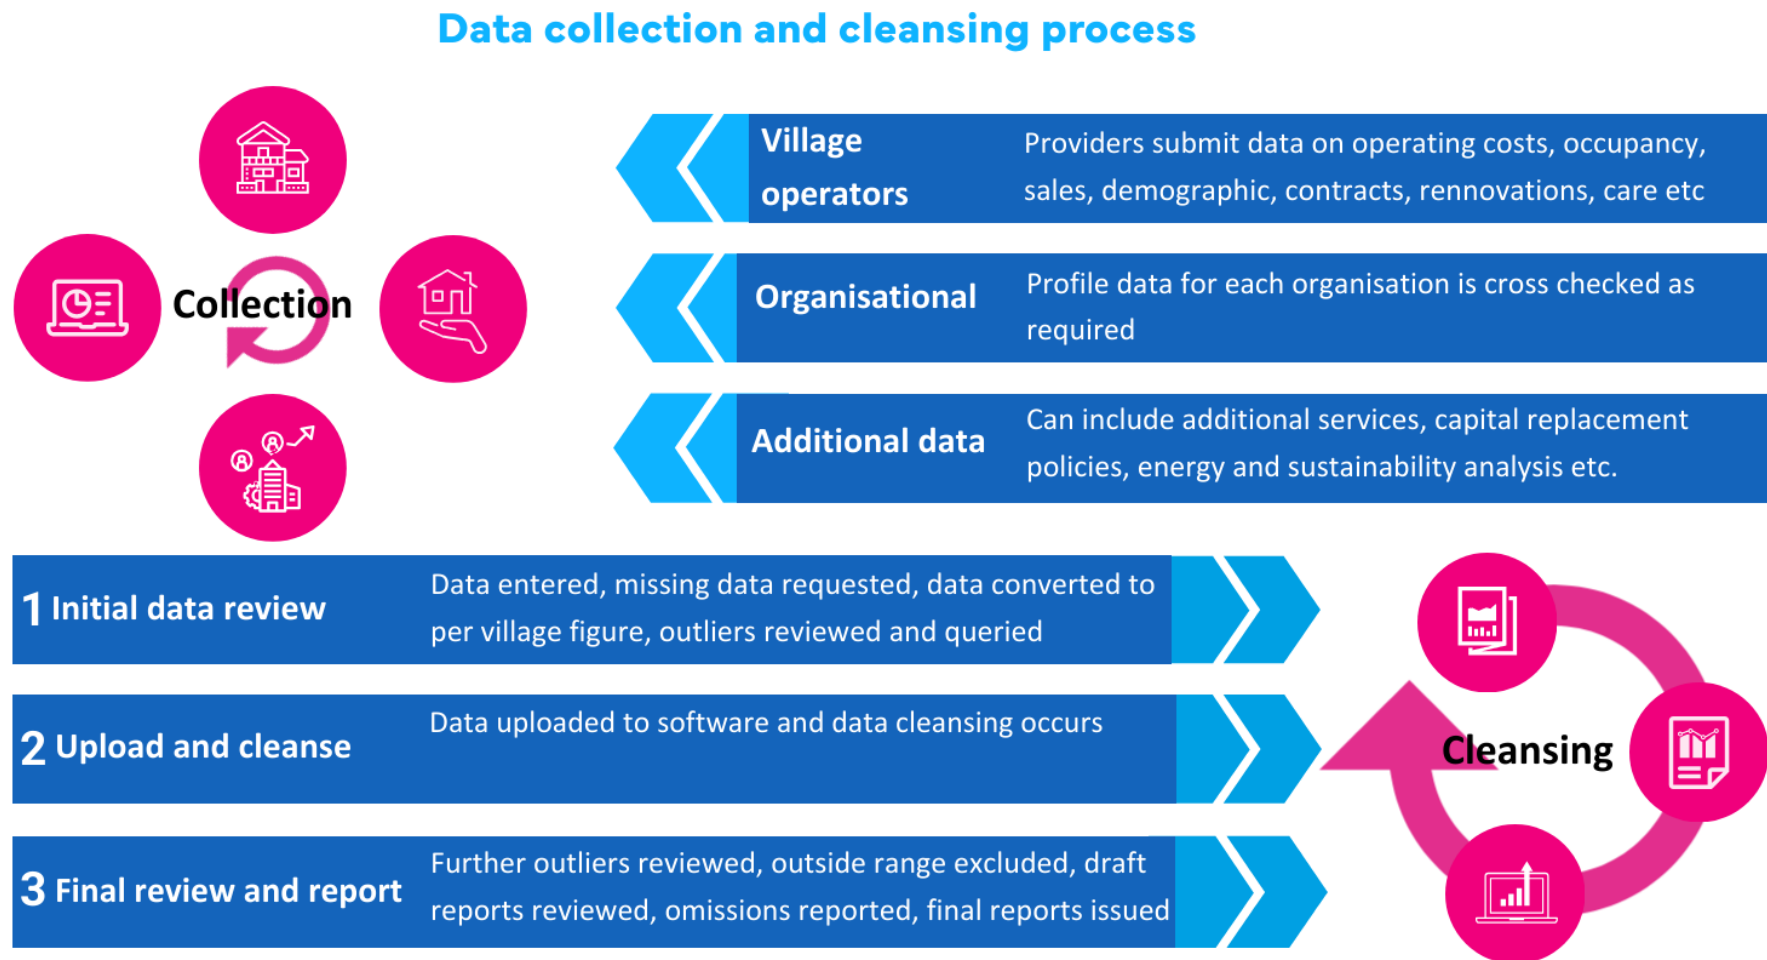 Data collection and cleansing process
Collection
Village
operators
Providers submit data on operating costs, occupancy,
sales, demographic, contracts, rennovations, care etc
Organisational
Profile data for each organisation is cross checked as
required
Additional data
Can include additional services, capital replacement
policies, energy and sustainability analysis etc.
1 Initial data review
Data entered, missing data requested, data converted to
per village figure, outliers reviewed and queried
2 Upload and cleanse
Data uploaded to software and data cleansing occurs
3 Final review and report
Further outliers reviewed, outside range excluded, draft
reports reviewed, omissions reported, final reports issued
Cleansing